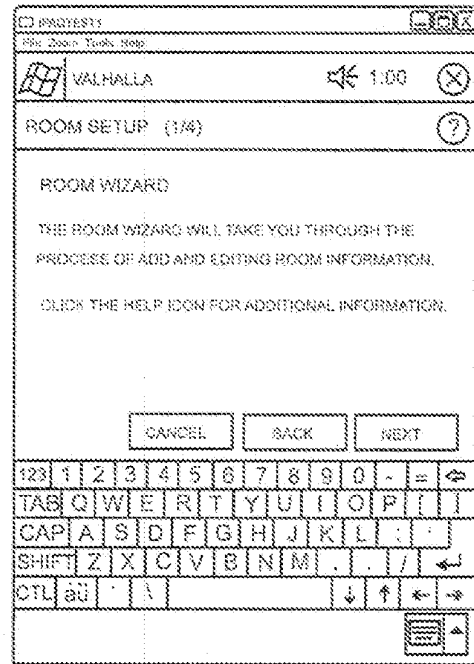 IPAQTEST1
File Zoom Tools Help
VALHALLA 1:00
ROOM SETUP (1/4) ?
ROOM WIZARD
THE ROOM WIZARD WILL TAKE YOU THROUGH THE
PROCESS OF ADD AND EDITING ROOM INFORMATION.
CLICK THE HELP ICON FOR ADDITIONAL INFORMATION.
CANCEL BACK NEXT
123 1 2 3 4 5 6 7 8 9 0 - =
TAB Q W E R T Y U I O P [ ]
CAP A S D F G H J K L ; '
SHIFT Z X C V B N M , . /
CTL áü ` \